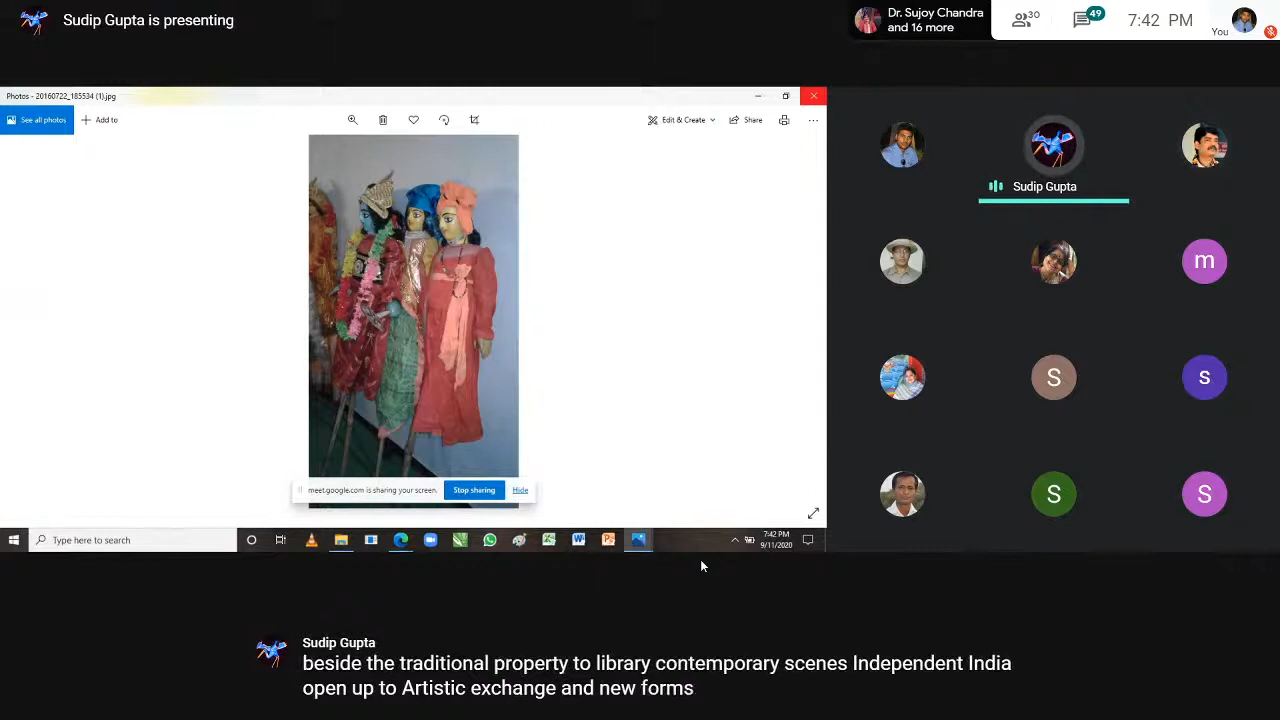 Sudip Gupta is presenting
Dr. Sujoy Chandra
and 16 more
30
49
7:42 PM
You
Photos - 20160722_185534 (1).jpg
See all photos
Add to
Edit & Create
Share
Sudip Gupta
m
S
s
S
S
meet.google.com is sharing your screen.
Stop sharing
Hide
Type here to search
7:42 PM
9/11/2020
Sudip Gupta
beside the traditional property to library contemporary scenes Independent India
open up to Artistic exchange and new forms